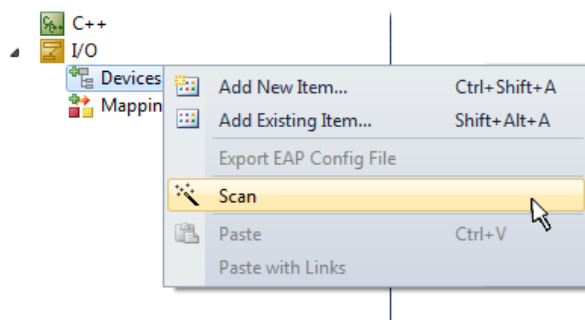 C++
I/O
Devices
Mappin
Add New Item... Ctrl+Shift+A
Add Existing Item... Shift+Alt+A
Export EAP Config File
Scan
Paste Ctrl+V
Paste with Links